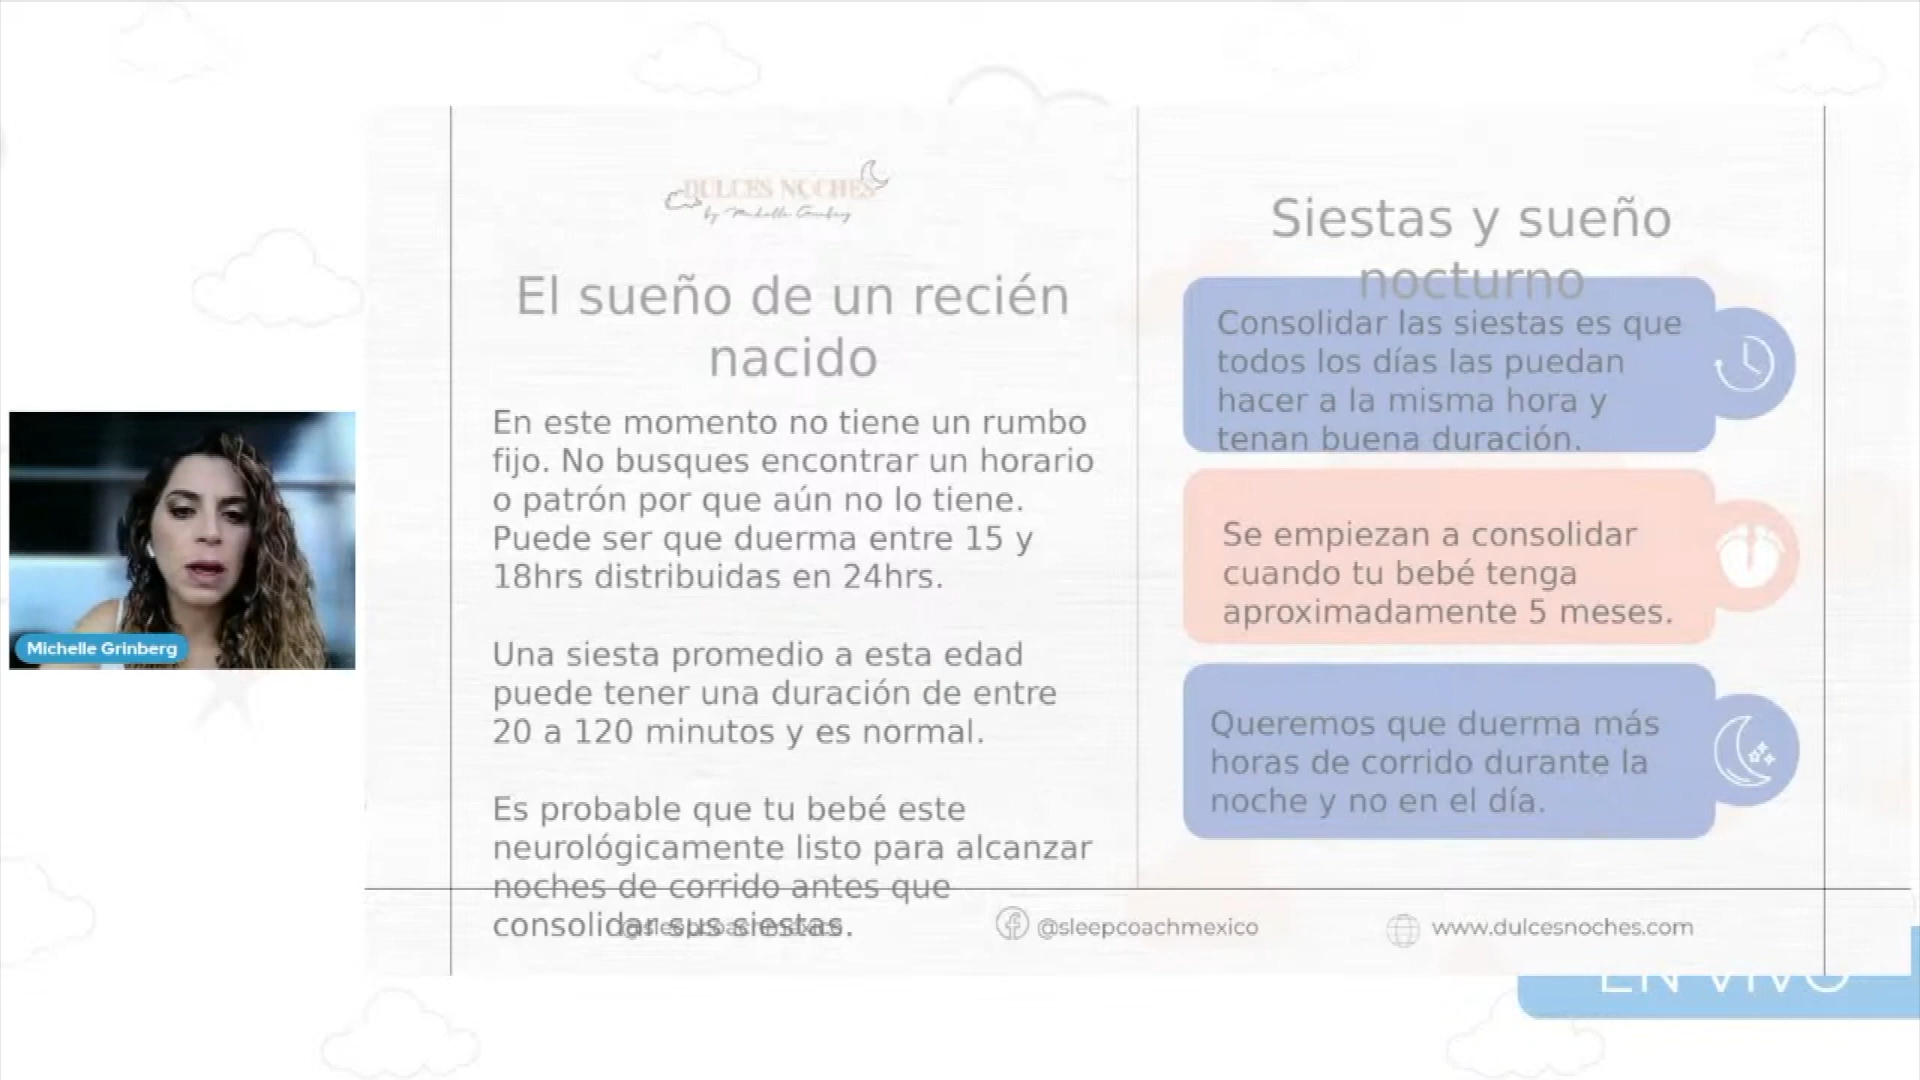 DULCES NOCHES
El sueño de un recién
nacido
En este momento no tiene un rumbo
fijo. No busques encontrar un horario
o patrón por que aún no lo tiene.
Puede ser que duerma entre 15 y
18hrs distribuidas en 24hrs.
Una siesta promedio a esta edad
puede tener una duración de entre
20 a 120 minutos y es normal.
Es probable que tu bebé este
neurológicamente listo para alcanzar
noches de corrido antes que
consolidar sus siestas.
Siestas y sueño
nocturno
Consolidar las siestas es que
todos los días las puedan
hacer a la misma hora y
tenan buena duración.
Se empiezan a consolidar
cuando tu bebé tenga
aproximadamente 5 meses.
Queremos que duerma más
horas de corrido durante la
noche y no en el día.
Michelle Grinberg
@sleepcoachmexico
@sleepcoachmexico
www.dulcesnoches.com
EN VIVO